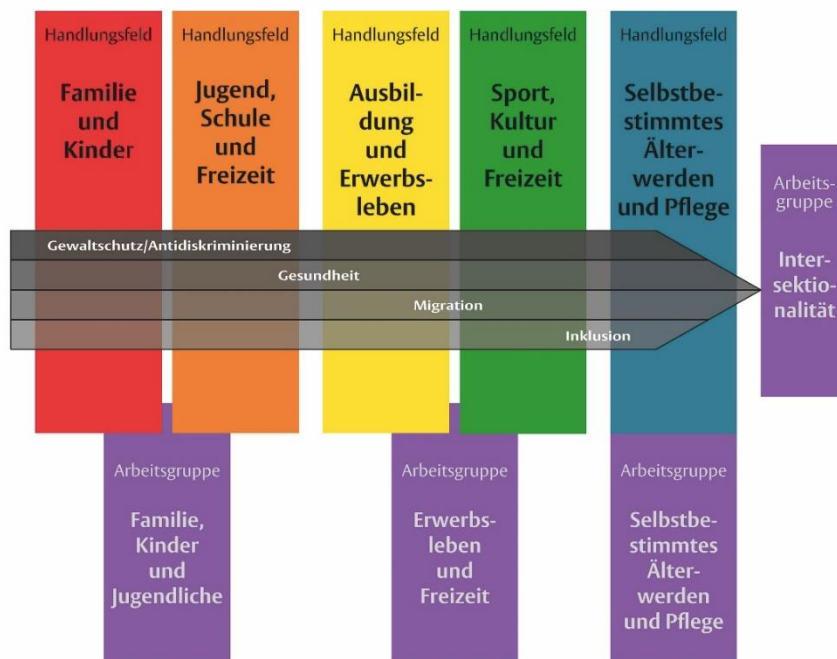 Handlungsfeld
Familie
und
Kinder
Handlungsfeld
Jugend,
Schule
und
Freizeit
Handlungsfeld
Ausbil-
dung
und
Erwerbs-
leben
Handlungsfeld
Sport,
Kultur
und
Freizeit
Handlungsfeld
Selbstbe-
stimmtes
Älter-
werden
und Pflege
Arbeits-
gruppe
Inter-
sektio-
nalität
Gewaltschutz/Antidiskriminierung
Gesundheit
Migration
Inklusion
Arbeitsgruppe
Familie,
Kinder
und
Jugendliche
Arbeitsgruppe
Erwerbs-
leben
und
Freizeit
Arbeitsgruppe
Selbstbe-
stimmtes
Älter-
werden
und Pflege